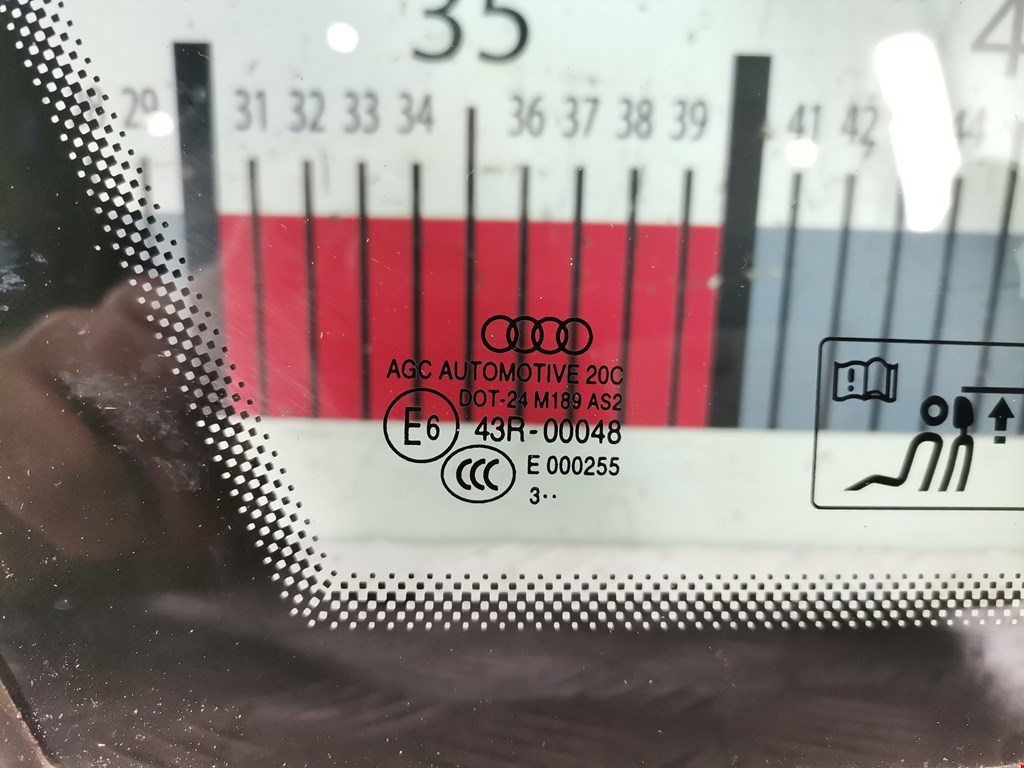 35
29 31 32 33 34 36 37 38 39 41 42 44
AGC AUTOMOTIVE 20C
DOT-24 M189 AS2
E6 43R-00048
CCC E 000255
3··